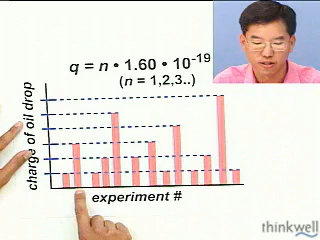 q = n • 1.60 • 10⁻¹⁹
(n = 1,2,3..)
charge of oil drop
experiment #
thinkwell